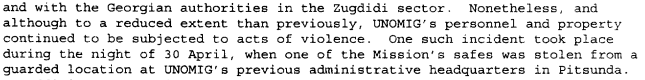 and with the Georgian authorities in the Zugdidi sector.  Nonetheless, and
although to a reduced extent than previously, UNOMIG's personnel and property
continued to be subjected to acts of violence.  One such incident took place
during the night of 30 April, when one of the Mission's safes was stolen from a
guarded location at UNOMIG's previous administrative headquarters in Pitsunda.